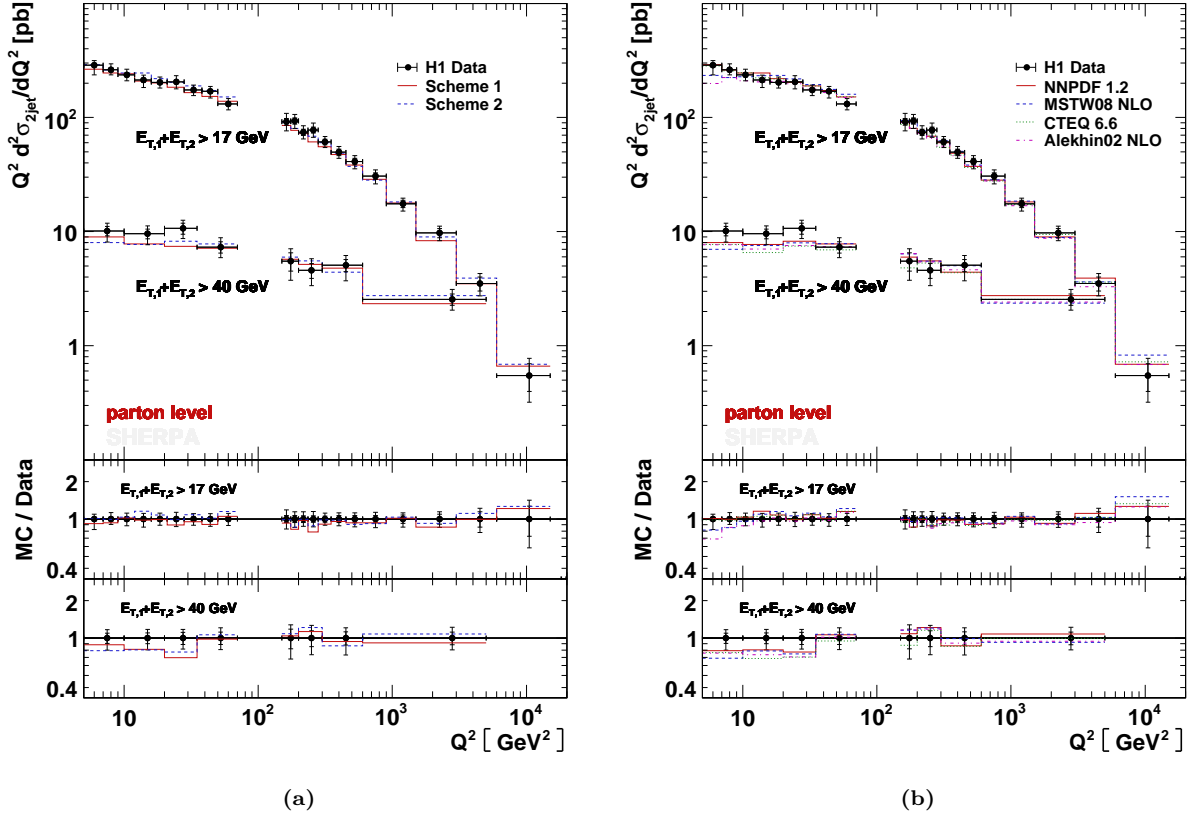 Q² d²σ2jet/dQ² [pb]
10²
10
1
H1 Data
Scheme 1
Scheme 2
ET,1+ET,2 > 17 GeV
ET,1+ET,2 > 40 GeV
parton level
SHERPA
MC / Data
2
1
0.4
ET,1+ET,2 > 17 GeV
2
1
0.4
ET,1+ET,2 > 40 GeV
10
10²
10³
10⁴
Q² [ GeV² ]
(a)
Q² d²σ2jet/dQ² [pb]
10²
10
1
H1 Data
NNPDF 1.2
MSTW08 NLO
CTEQ 6.6
Alekhin02 NLO
ET,1+ET,2 > 17 GeV
ET,1+ET,2 > 40 GeV
parton level
SHERPA
MC / Data
2
1
0.4
ET,1+ET,2 > 17 GeV
2
1
0.4
ET,1+ET,2 > 40 GeV
10
10²
10³
10⁴
Q² [ GeV² ]
(b)